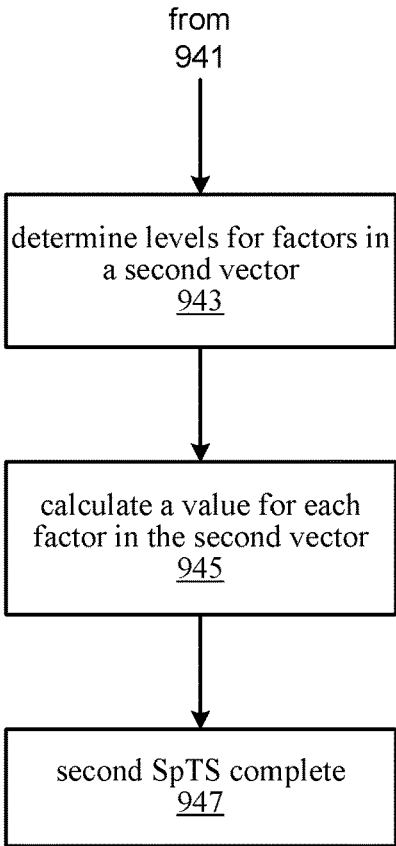 from
941
determine levels for factors in
a second vector
943
calculate a value for each
factor in the second vector
945
second SpTS complete
947